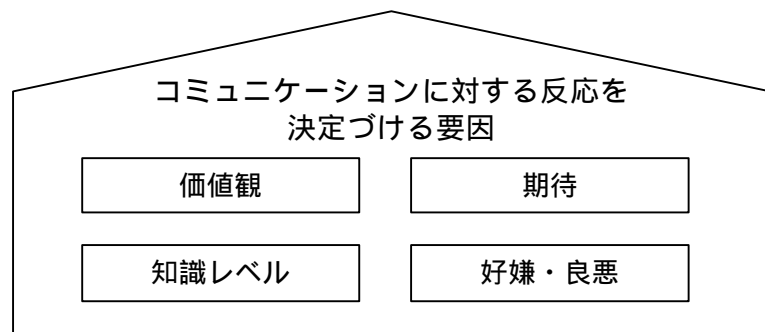 コミュニケーションに対する反応を
決定づける要因
価値観
期待
知識レベル
好嫌・良悪